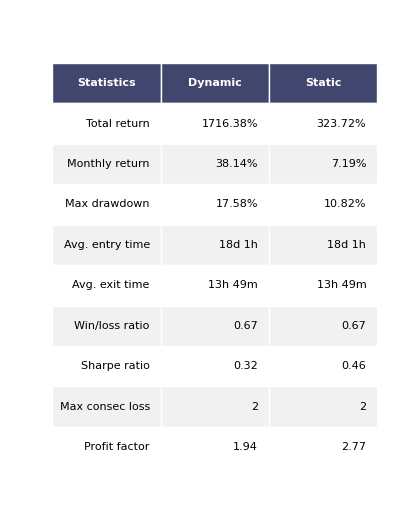 Statistics Dynamic Static
Total return 1716.38% 323.72%
Monthly return 38.14% 7.19%
Max drawdown 17.58% 10.82%
Avg. entry time 18d 1h 18d 1h
Avg. exit time 13h 49m 13h 49m
Win/loss ratio 0.67 0.67
Sharpe ratio 0.32 0.46
Max consec loss 2 2
Profit factor 1.94 2.77